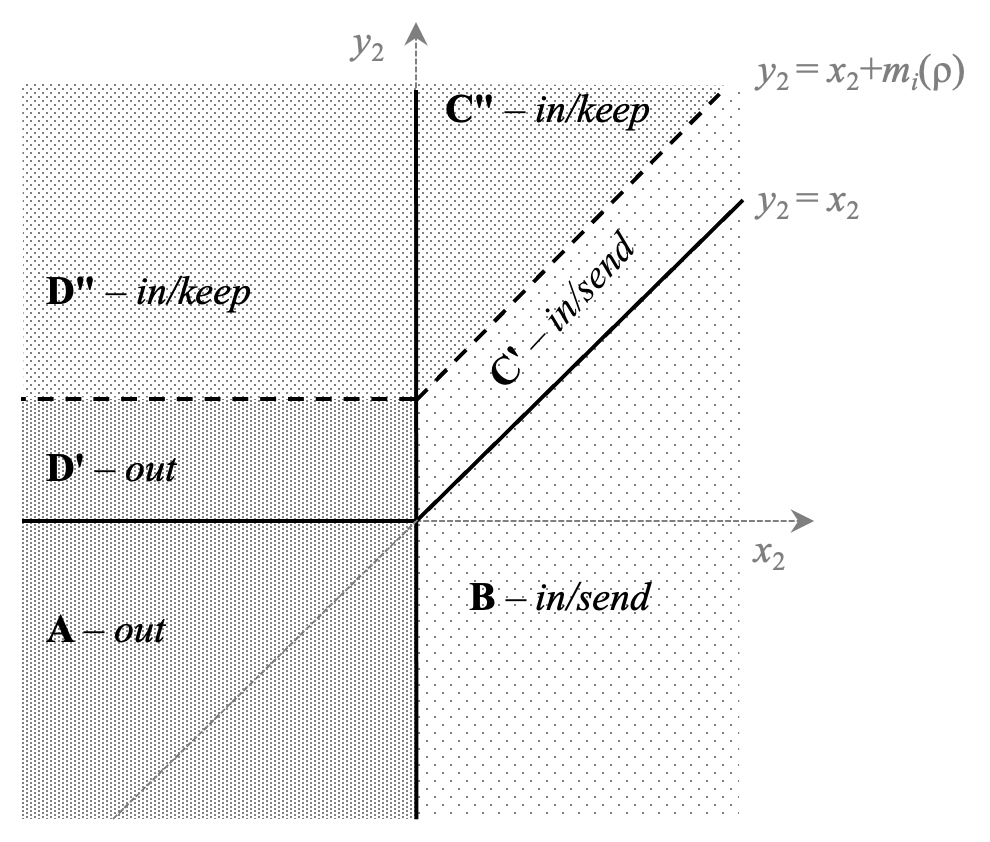 y₂
y₂ = x₂+mᵢ(ρ)
C" – in/keep
y₂ = x₂
C' – in/send
D" – in/keep
D' – out
x₂
B – in/send
A – out